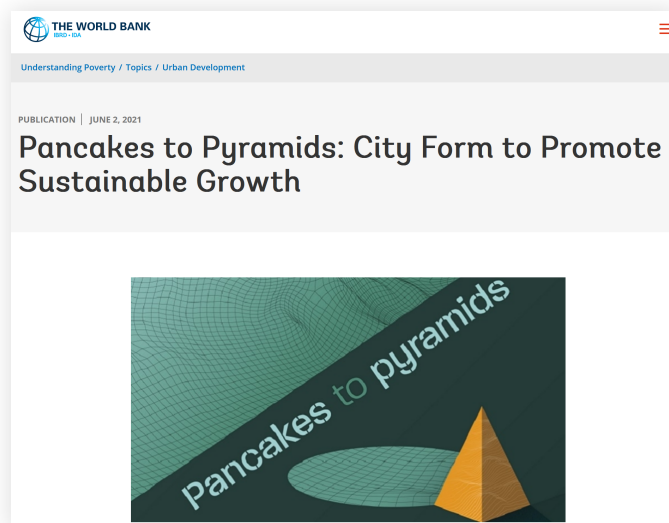 THE WORLD BANK
IBRD • IDA
Understanding Poverty / Topics / Urban Development
PUBLICATION | JUNE 2, 2021
Pancakes to Pyramids: City Form to Promote
Sustainable Growth
Pancakes to pyramids